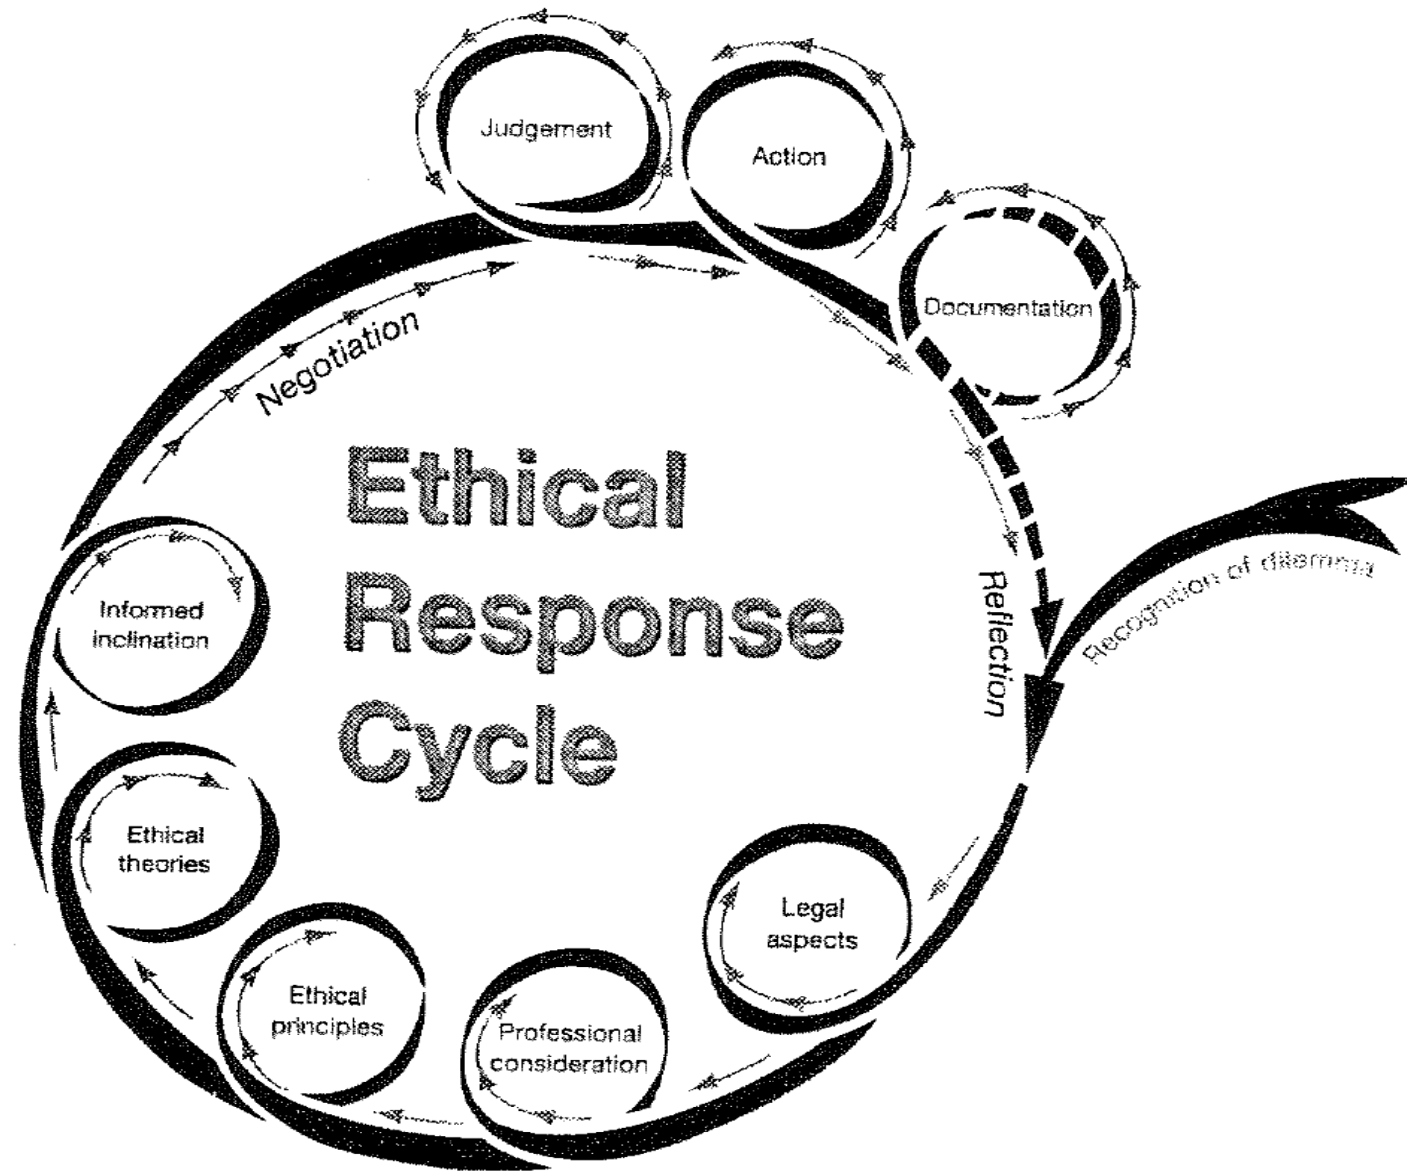 Judgement
Action
Documentation
Negotiation
Ethical
Response
Cycle
Recognition of dilemma
Reflection
Informed
inclination
Ethical
theories
Legal
aspects
Ethical
principles
Professional
consideration